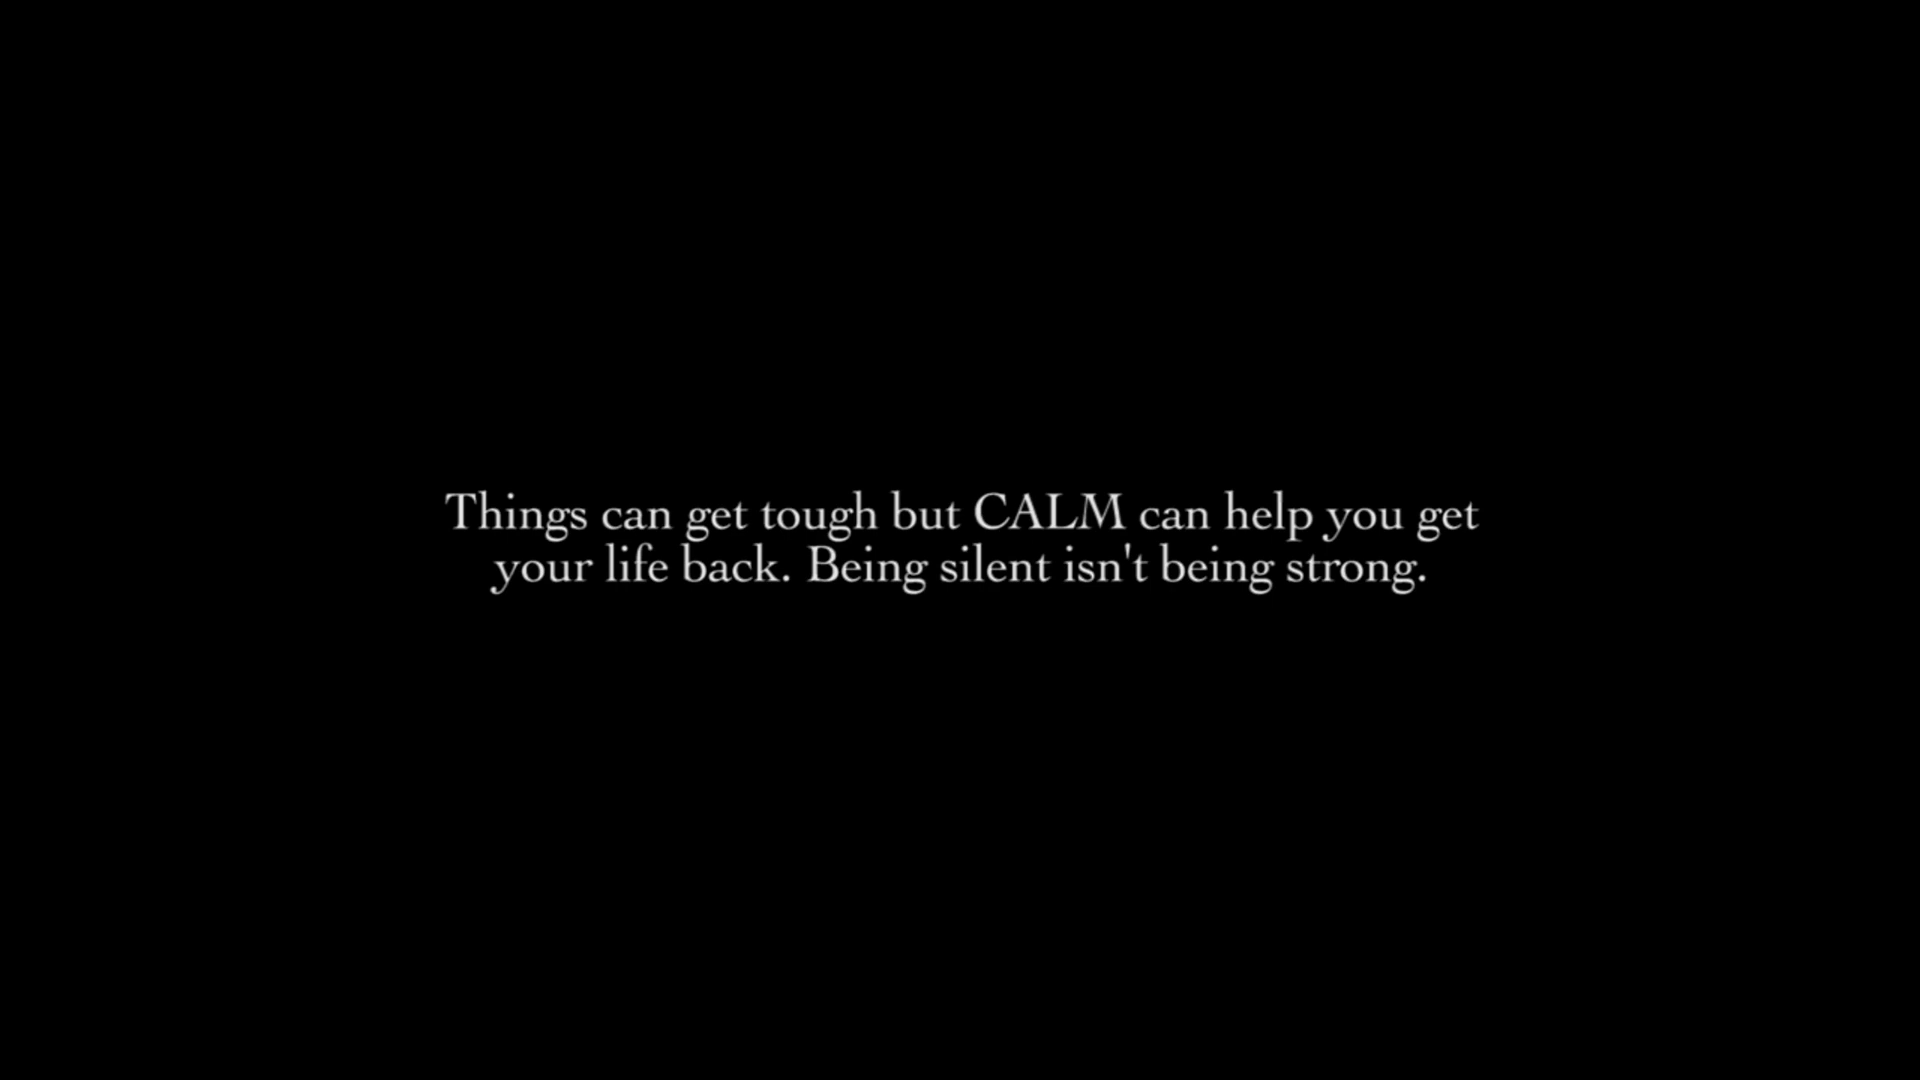 Things can get tough but CALM can help you get
your life back. Being silent isn't being strong.